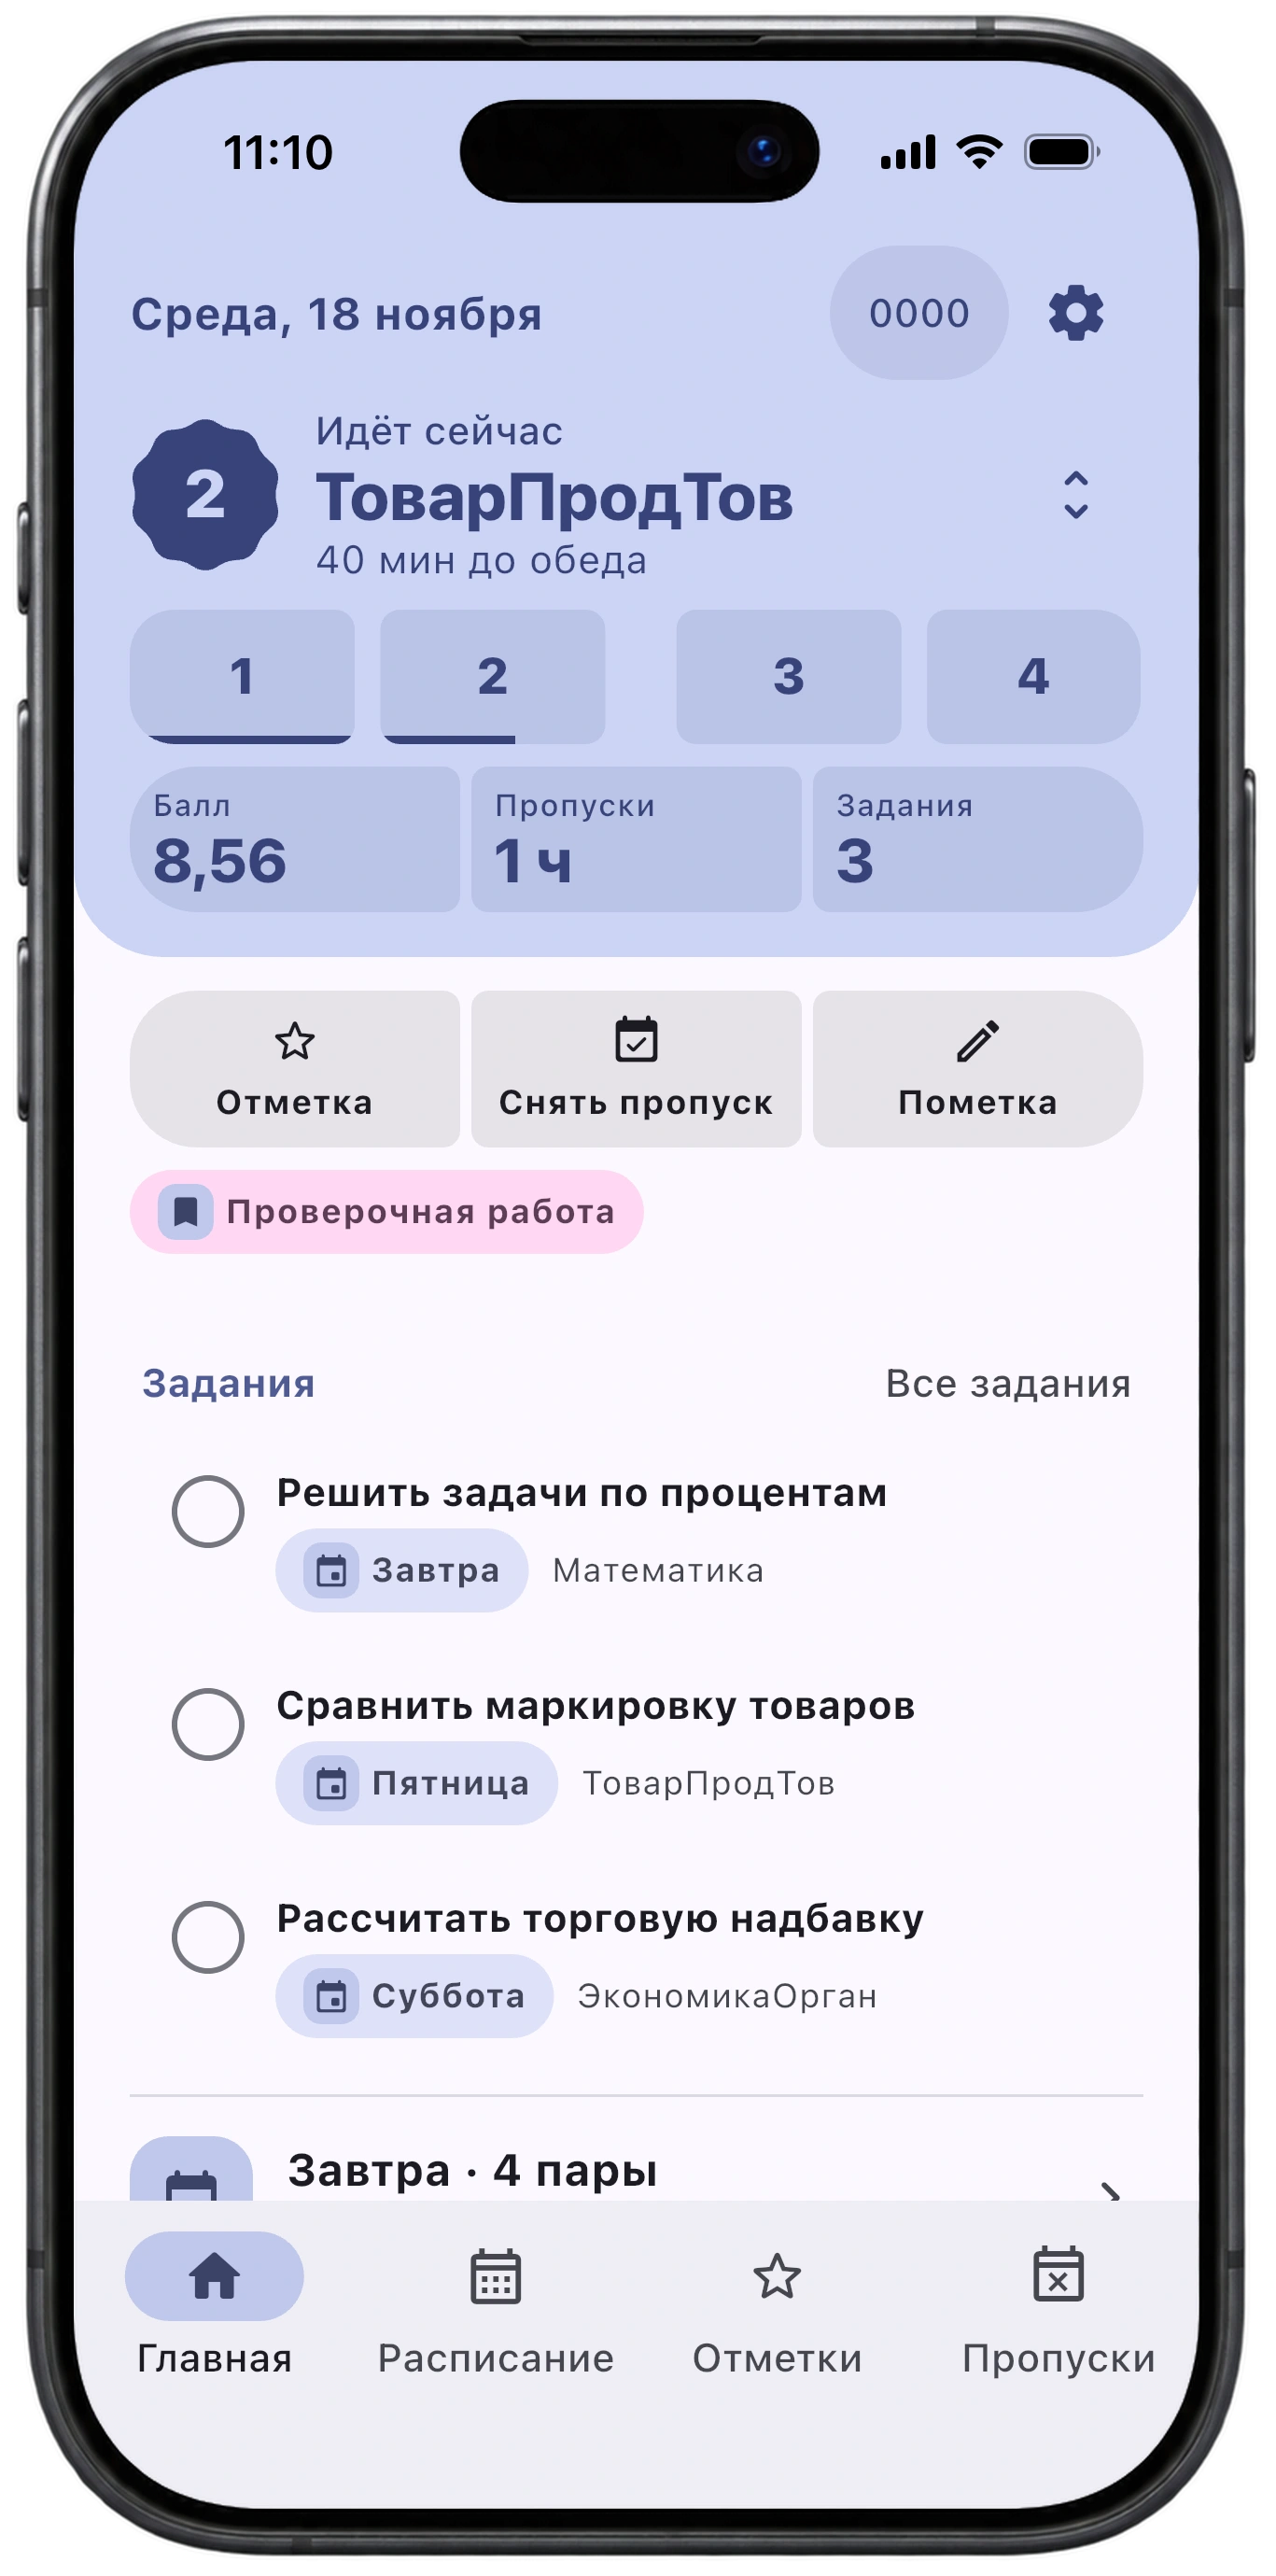 11:10
Среда, 18 ноября
0000
Идёт сейчас
2
ТоварПродТов
40 мин до обеда
1 2 3 4
Балл Пропуски Задания
8,56 1 ч 3
Отметка Снять пропуск Пометка
Проверочная работа
Задания Все задания
Решить задачи по процентам
Завтра Математика
Сравнить маркировку товаров
Пятница ТоварПродТов
Рассчитать торговую надбавку
Суббота ЭкономикаОрган
Завтра · 4 пары
Главная Расписание Отметки Пропуски